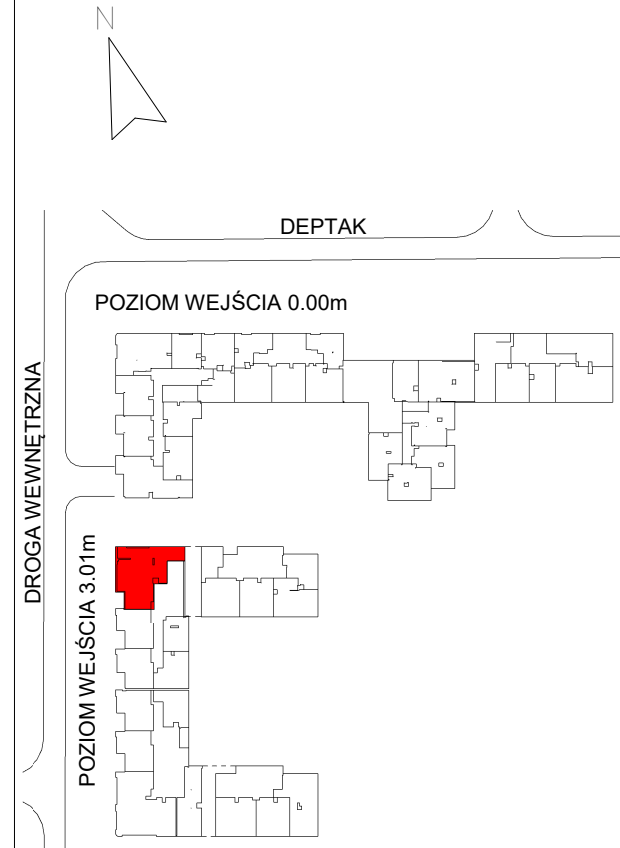 N
DEPTAK
POZIOM WEJŚCIA 0.00m
DROGA WEWNĘTRZNA
POZIOM WEJŚCIA 3.01m